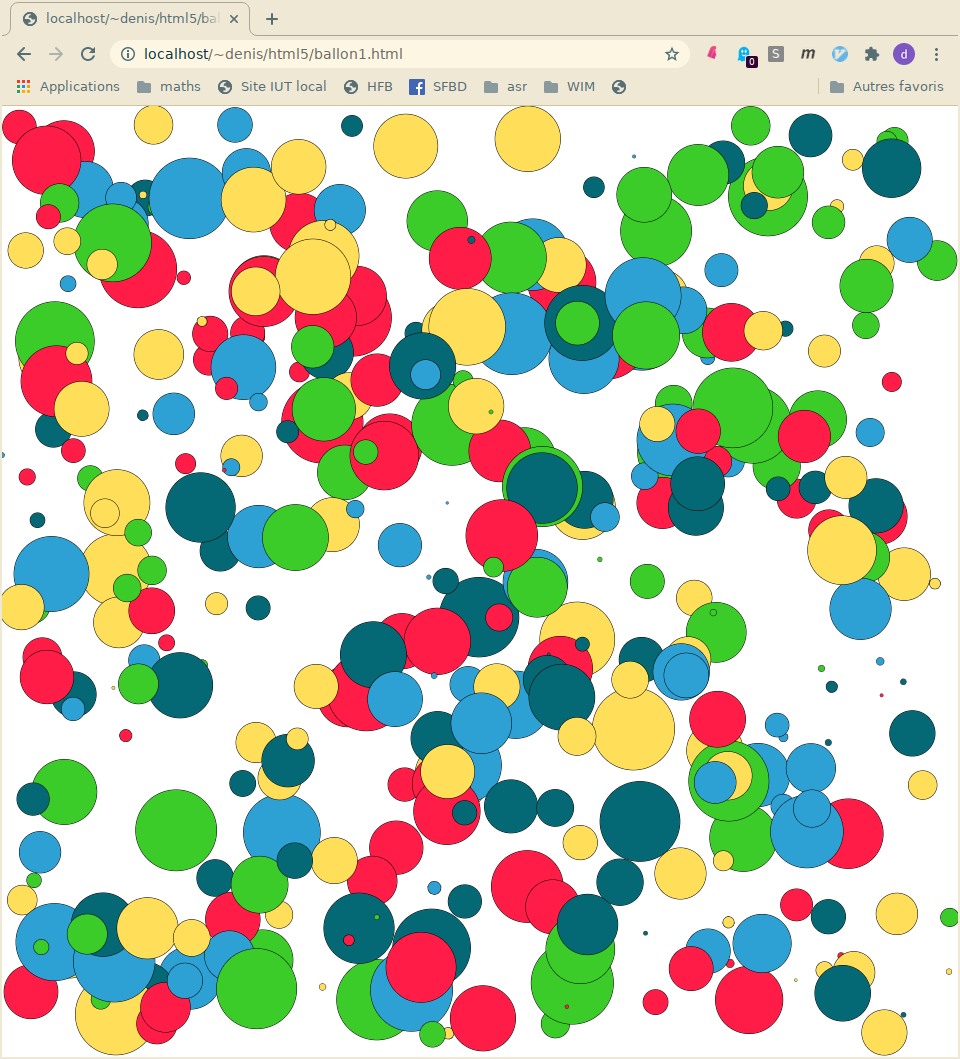 localhost/~denis/html5/bal
localhost/~denis/html5/ballon1.html
0
S
m
d
Applications
maths
Site IUT local
HFB
SFBD
asr
WIM
Autres favoris